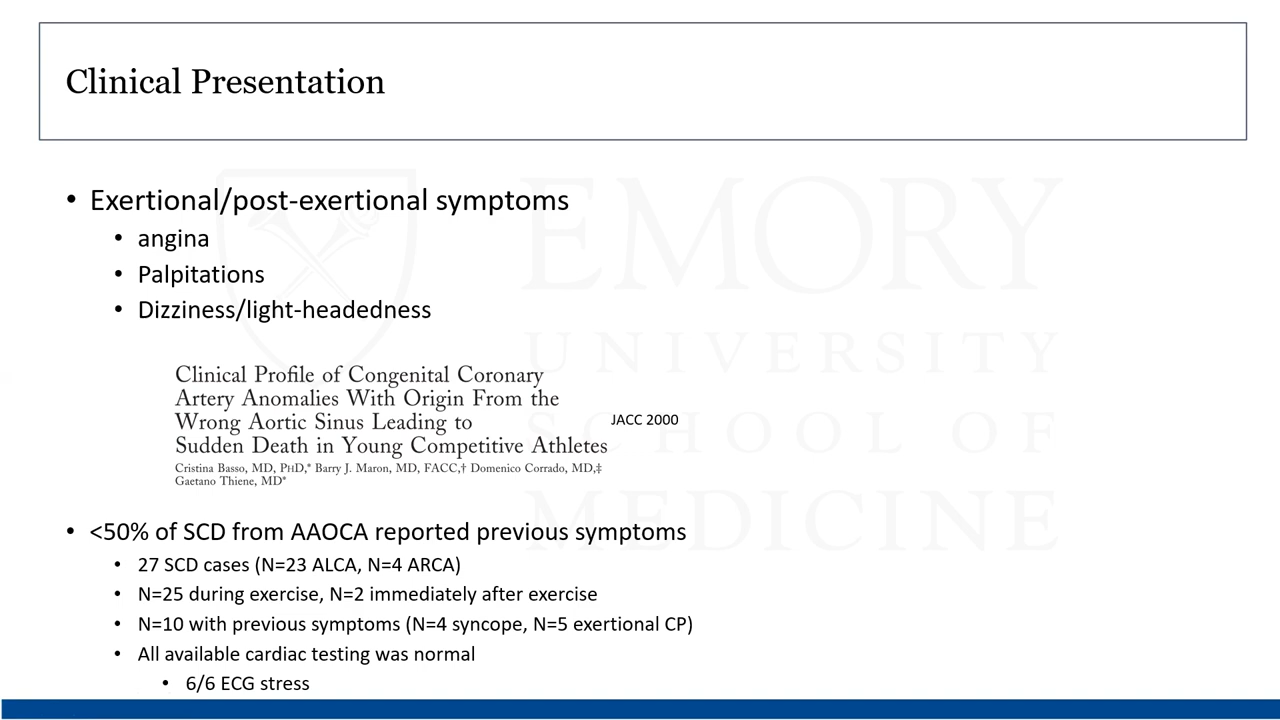 Clinical Presentation
• Exertional/post-exertional symptoms
• angina
• Palpitations
• Dizziness/light-headedness
Clinical Profile of Congenital Coronary
Artery Anomalies With Origin From the
Wrong Aortic Sinus Leading to
Sudden Death in Young Competitive Athletes
Cristina Basso, MD, PHD,* Barry J. Maron, MD, FACC,† Domenico Corrado, MD,‡
Gaetano Thiene, MD*
JACC 2000
• <50% of SCD from AAOCA reported previous symptoms
• 27 SCD cases (N=23 ALCA, N=4 ARCA)
• N=25 during exercise, N=2 immediately after exercise
• N=10 with previous symptoms (N=4 syncope, N=5 exertional CP)
• All available cardiac testing was normal
• 6/6 ECG stress
EMORY
UNIVERSITY
SCHOOL OF
MEDICINE